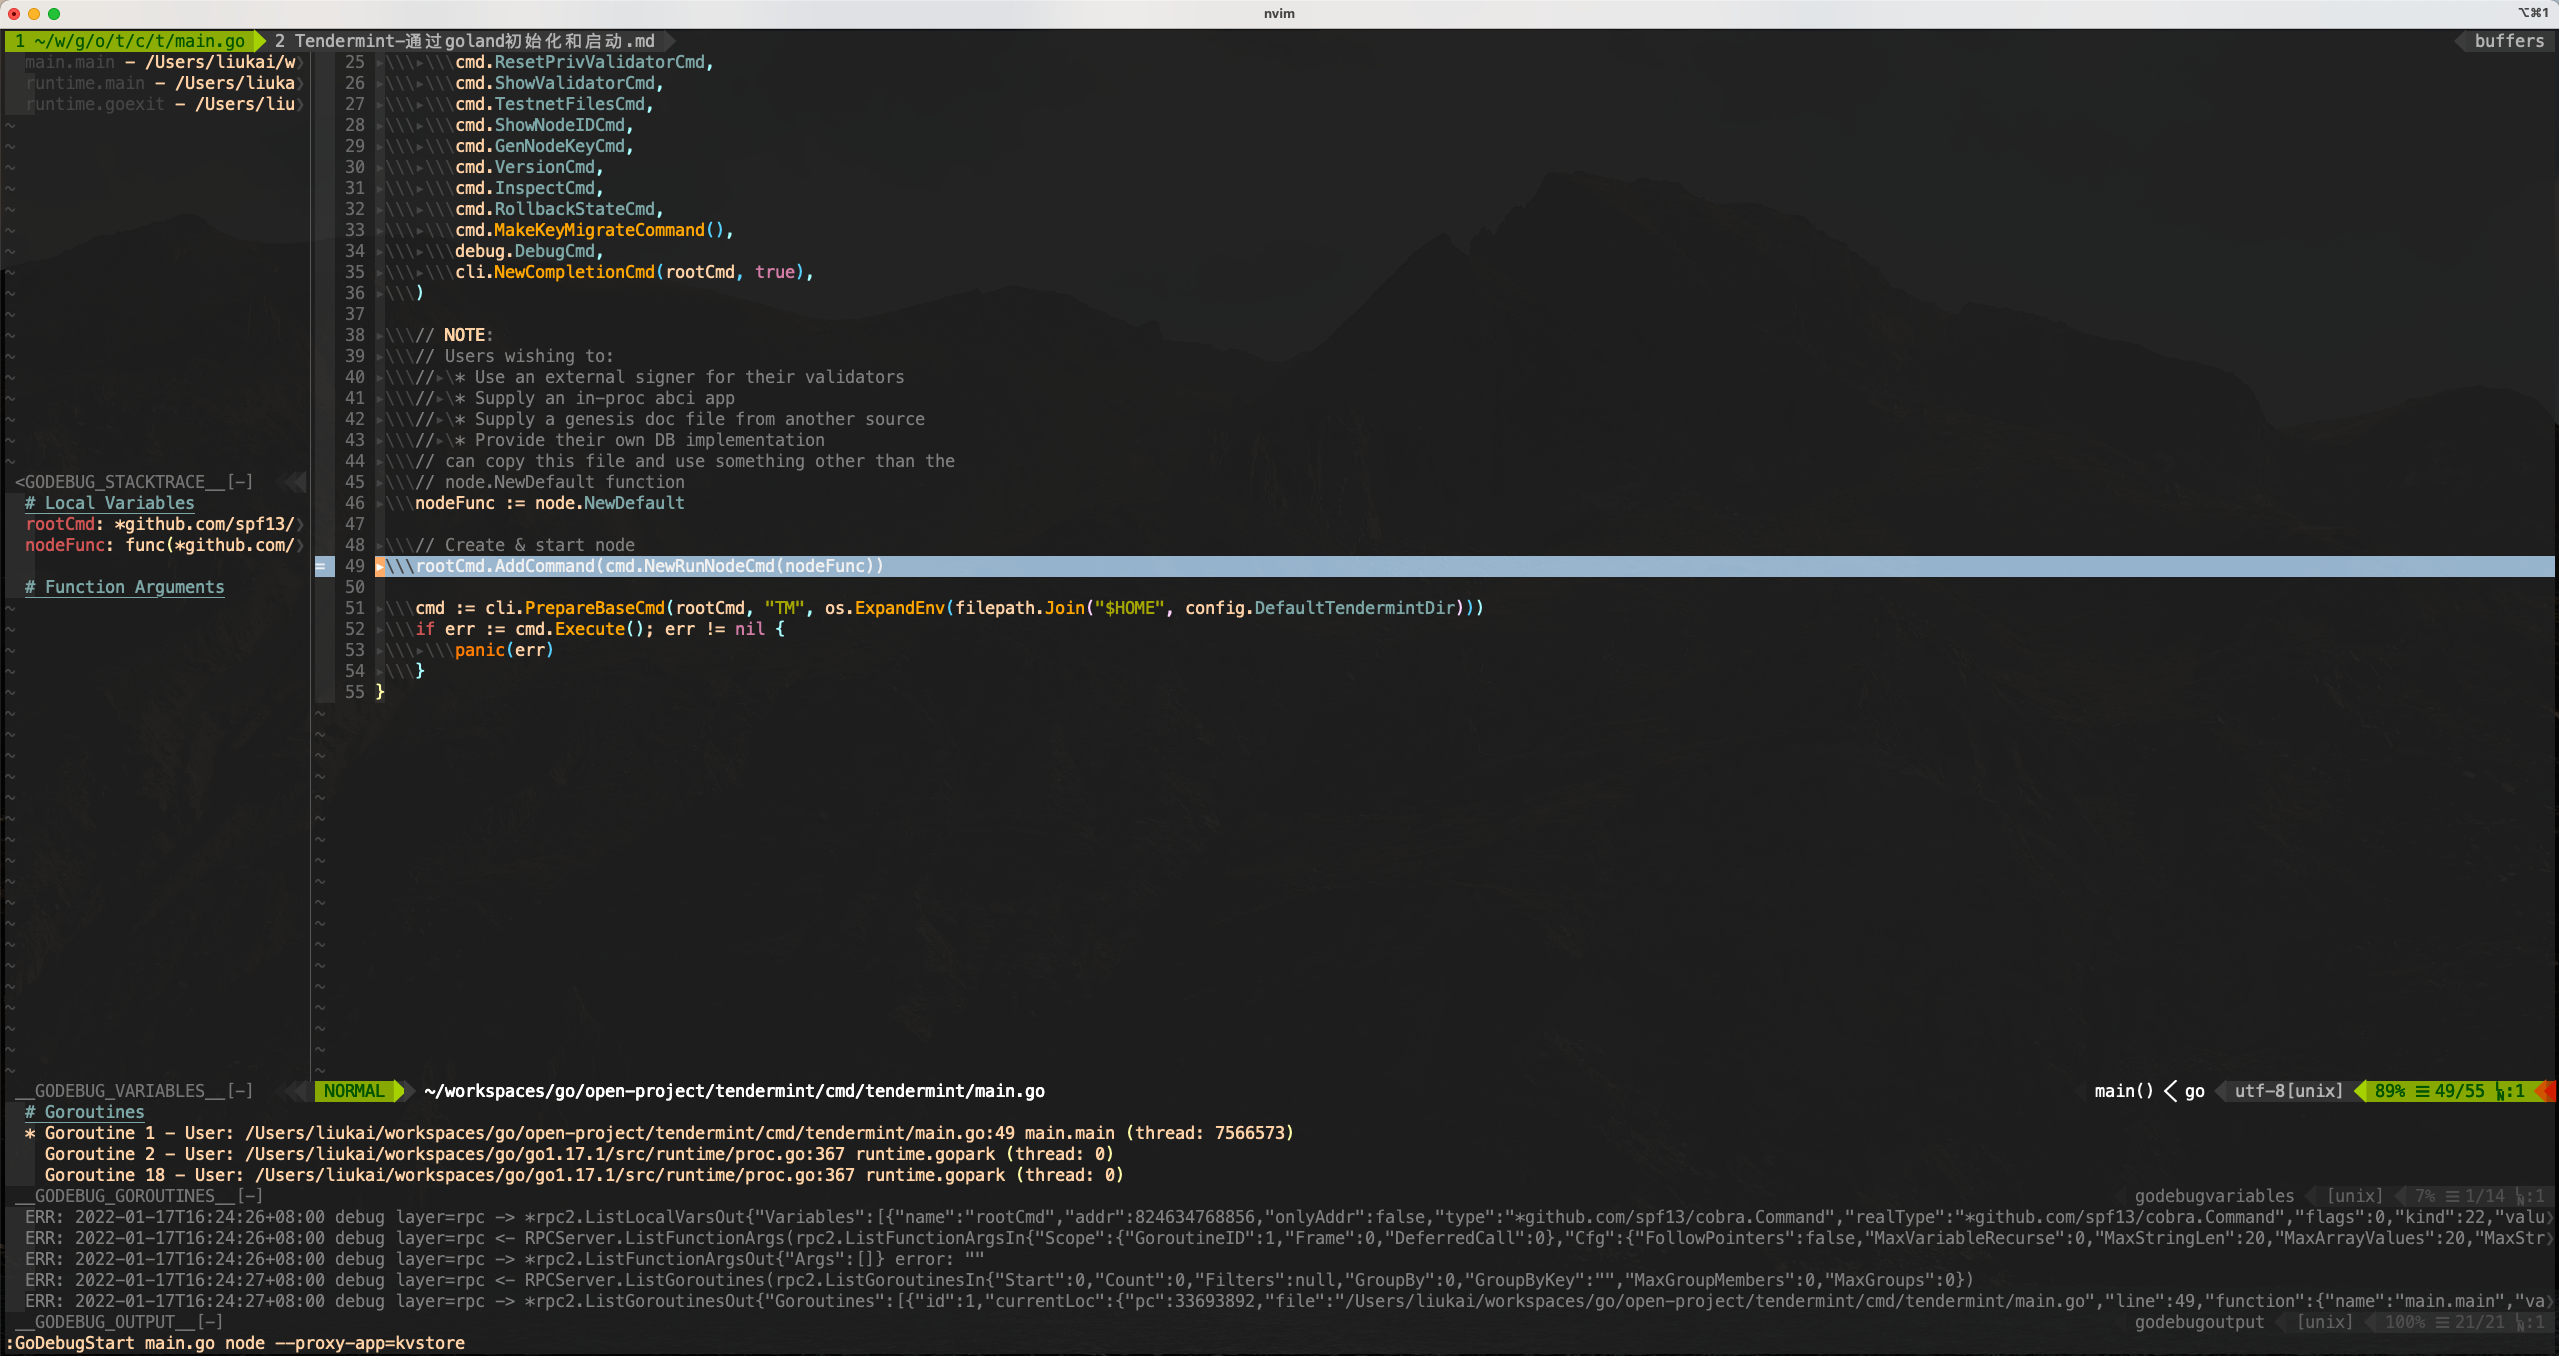 nvim
⌥⌘1
1 ~/w/g/o/t/c/t/main.go
2 Tendermint-通过goland初始化和启动.md
buffers
main.main - /Users/liukai/w
runtime.main - /Users/liuka
runtime.goexit - /Users/liu
<GODEBUG_STACKTRACE__[-]
# Local Variables
rootCmd: *github.com/spf13/
nodeFunc: func(*github.com/
# Function Arguments
__GODEBUG_VARIABLES__[-]
25 cmd.ResetPrivValidatorCmd,
26 cmd.ShowValidatorCmd,
27 cmd.TestnetFilesCmd,
28 cmd.ShowNodeIDCmd,
29 cmd.GenNodeKeyCmd,
30 cmd.VersionCmd,
31 cmd.InspectCmd,
32 cmd.RollbackStateCmd,
33 cmd.MakeKeyMigrateCommand(),
34 debug.DebugCmd,
35 cli.NewCompletionCmd(rootCmd, true),
36 )
37
38 // NOTE:
39 // Users wishing to:
40 // * Use an external signer for their validators
41 // * Supply an in-proc abci app
42 // * Supply a genesis doc file from another source
43 // * Provide their own DB implementation
44 // can copy this file and use something other than the
45 // node.NewDefault function
46 nodeFunc := node.NewDefault
47
48 // Create & start node
= 49 rootCmd.AddCommand(cmd.NewRunNodeCmd(nodeFunc))
50
51 cmd := cli.PrepareBaseCmd(rootCmd, "TM", os.ExpandEnv(filepath.Join("$HOME", config.DefaultTendermintDir)))
52 if err := cmd.Execute(); err != nil {
53 panic(err)
54 }
55 }
NORMAL ~/workspaces/go/open-project/tendermint/cmd/tendermint/main.go
main() < go utf-8[unix] 89% ☰ 49/55 ㏑:1
# Goroutines
* Goroutine 1 - User: /Users/liukai/workspaces/go/open-project/tendermint/cmd/tendermint/main.go:49 main.main (thread: 7566573)
Goroutine 2 - User: /Users/liukai/workspaces/go/go1.17.1/src/runtime/proc.go:367 runtime.gopark (thread: 0)
Goroutine 18 - User: /Users/liukai/workspaces/go/go1.17.1/src/runtime/proc.go:367 runtime.gopark (thread: 0)
__GODEBUG_GOROUTINES__[-]
godebugvariables [unix] 7% ☰ 1/14 ㏑:1
ERR: 2022-01-17T16:24:26+08:00 debug layer=rpc -> *rpc2.ListLocalVarsOut{"Variables":[{"name":"rootCmd","addr":824634768856,"onlyAddr":false,"type":"*github.com/spf13/cobra.Command","realType":"*github.com/spf13/cobra.Command","flags":0,"kind":22,"valu
ERR: 2022-01-17T16:24:26+08:00 debug layer=rpc <- RPCServer.ListFunctionArgs(rpc2.ListFunctionArgsIn{"Scope":{"GoroutineID":1,"Frame":0,"DeferredCall":0},"Cfg":{"FollowPointers":false,"MaxVariableRecurse":0,"MaxStringLen":20,"MaxArrayValues":20,"MaxStr
ERR: 2022-01-17T16:24:26+08:00 debug layer=rpc -> *rpc2.ListFunctionArgsOut{"Args":[]} error: ""
ERR: 2022-01-17T16:24:27+08:00 debug layer=rpc <- RPCServer.ListGoroutines(rpc2.ListGoroutinesIn{"Start":0,"Count":0,"Filters":null,"GroupBy":0,"GroupByKey":"","MaxGroupMembers":0,"MaxGroups":0})
ERR: 2022-01-17T16:24:27+08:00 debug layer=rpc -> *rpc2.ListGoroutinesOut{"Goroutines":[{"id":1,"currentLoc":{"pc":33693892,"file":"/Users/liukai/workspaces/go/open-project/tendermint/cmd/tendermint/main.go","line":49,"function":{"name":"main.main","va
__GODEBUG_OUTPUT__[-]
godebugoutput [unix] 100% ☰ 21/21 ㏑:1
:GoDebugStart main.go node --proxy-app=kvstore